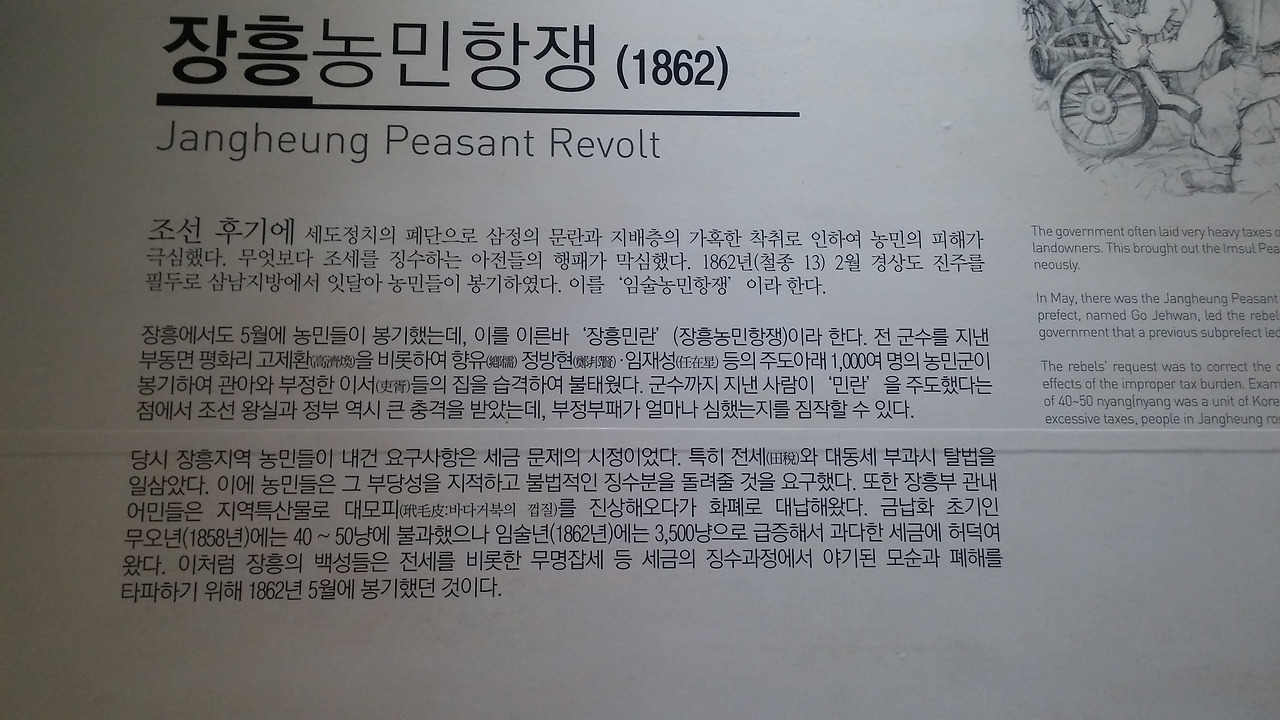 장흥농민항쟁 (1862)
Jangheung Peasant Revolt
조선 후기에 세도정치의 폐단으로 삼정의 문란과 지배층의 가혹한 착취로 인하여 농민의 피해가
극심했다. 무엇보다 조세를 징수하는 아전들의 행패가 막심했다. 1862년(철종 13) 2월 경상도 진주를
필두로 삼남지방에서 잇달아 농민들이 봉기하였다. 이를 ‘임술농민항쟁’ 이라 한다.
장흥에서도 5월에 농민들이 봉기했는데, 이를 이른바 ‘장흥민란’ (장흥농민항쟁)이라 한다. 전 군수를 지낸
부동면 평화리 고제환(高濟煥)을 비롯하여 향유(鄕儒) 정방현(鄭邦賢)·임재성(任在星) 등의 주도아래 1,000여 명의 농민군이
봉기하여 관아와 부정한 이서(吏胥)들의 집을 습격하여 불태웠다. 군수까지 지낸 사람이 ‘민란’ 을 주도했다는
점에서 조선 왕실과 정부 역시 큰 충격을 받았는데, 부정부패가 얼마나 심했는지를 짐작할 수 있다.
당시 장흥지역 농민들이 내건 요구사항은 세금 문제의 시정이었다. 특히 전세(田稅)와 대동세 부과시 탈법을
일삼았다. 이에 농민들은 그 부당성을 지적하고 불법적인 징수분을 돌려줄 것을 요구했다. 또한 장흥부 관내
어민들은 지역특산물로 대모피(玳毛皮:바다거북의 껍질)를 진상해오다가 화폐로 대납해왔다. 금납화 초기인
무오년(1858년)에는 40 ~ 50냥에 불과했으나 임술년(1862년)에는 3,500냥으로 급증해서 과다한 세금에 허덕여
왔다. 이처럼 장흥의 백성들은 전세를 비롯한 무명잡세 등 세금의 징수과정에서 야기된 모순과 폐해를
타파하기 위해 1862년 5월에 봉기했던 것이다.
The government often laid very heavy taxes
landowners. This brought out the Imsul
neously.
In May, there was the Jangheung Peasant
prefect, named Go Jehwan, led the
government that a previous subprefect
The rebels' request was to correct the
effects of the improper tax burden.
of 40~50 nyang(nyang was a unit of
excessive taxes, people in Jangheung